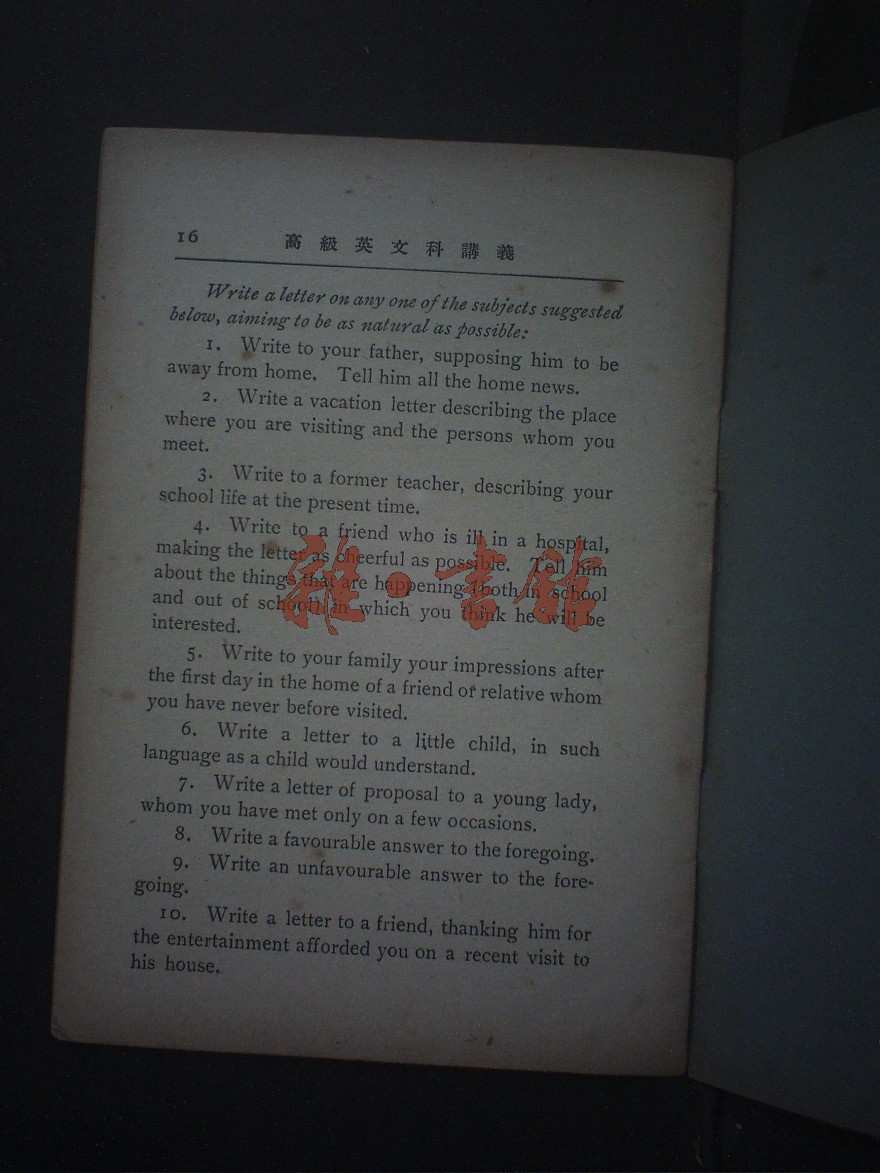 16 高級英文科講義
Write a letter on any one of the subjects suggested
below, aiming to be as natural as possible:
1. Write to your father, supposing him to be
away from home. Tell him all the home news.
2. Write a vacation letter describing the place
where you are visiting and the persons whom you
meet.
3. Write to a former teacher, describing your
school life at the present time.
4. Write to a friend who is ill in a hospital,
making the letter as cheerful as possible. Tell him
about the things that are happening (both in school
and out of school) in which you think he will be
interested.
5. Write to your family your impressions after
the first day in the home of a friend or relative whom
you have never before visited.
6. Write a letter to a little child, in such
language as a child would understand.
7. Write a letter of proposal to a young lady,
whom you have met only on a few occasions.
8. Write a favourable answer to the foregoing.
9. Write an unfavourable answer to the fore-
going.
10. Write a letter to a friend, thanking him for
the entertainment afforded you on a recent visit to
his house.
雜·書館